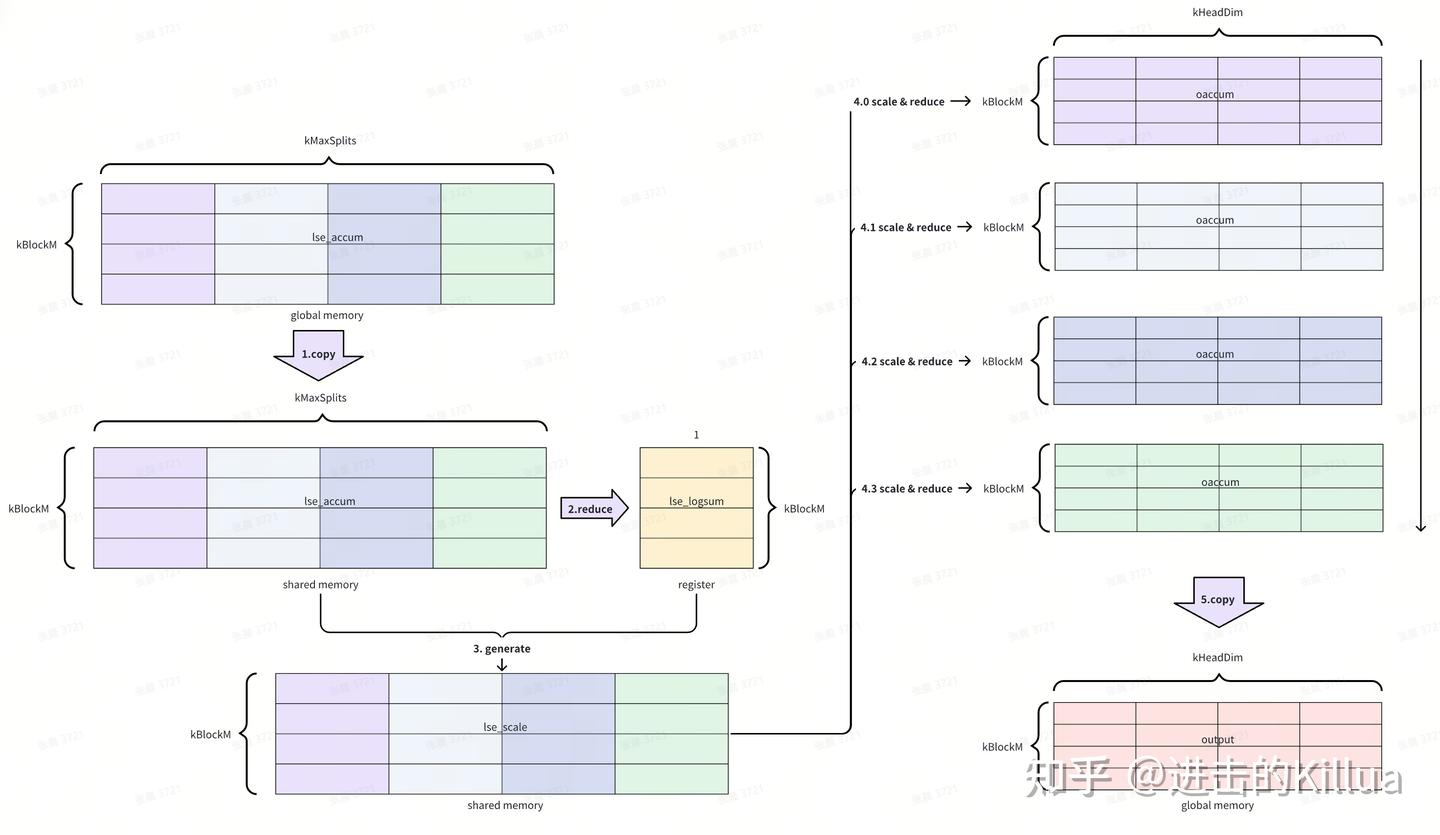 kMaxSplits
kBlockM
lse_accum
global memory
1.copy
kMaxSplits
kBlockM
lse_accum
shared memory
2.reduce
1
lse_logsum
kBlockM
register
3. generate
kBlockM
lse_scale
shared memory
kHeadDim
4.0 scale & reduce
kBlockM
oaccum
4.1 scale & reduce
kBlockM
oaccum
4.2 scale & reduce
kBlockM
oaccum
4.3 scale & reduce
kBlockM
oaccum
5.copy
kHeadDim
kBlockM
output
global memory
知乎 @进击的Killua